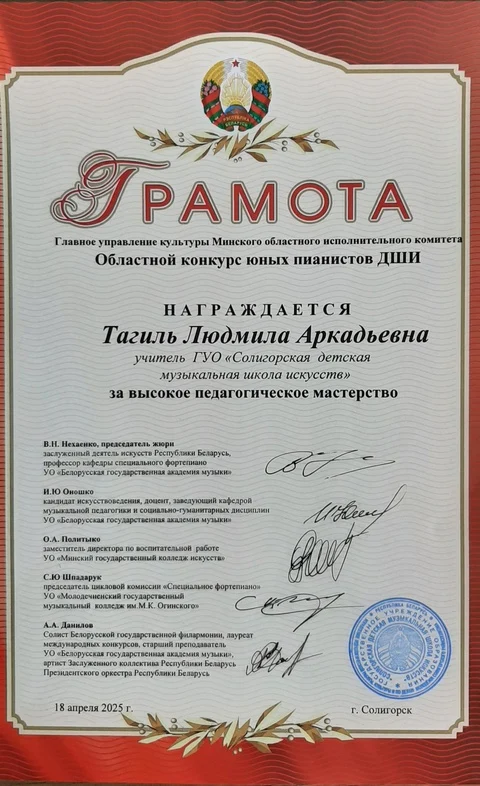 ГРАМОТА
Главное управление культуры Минского областного исполнительного комитета
Областной конкурс юных пианистов ДШИ
НАГРАЖДАЕТСЯ
Тагиль Людмила Аркадьевна
учитель ГУО «Солигорская детская
музыкальная школа искусств»
за высокое педагогическое мастерство
В.Н. Нехаенко, председатель жюри
заслуженный деятель искусств Республики Беларусь,
профессор кафедры специального фортепиано
УО «Белорусская государственная академия музыки»
И.Ю Оношко
кандидат искусствоведения, доцент, заведующий кафедрой
музыкальной педагогики и социально-гуманитарных дисциплин
УО «Белорусская государственная академия музыки»
О.А. Политыко
заместитель директора по воспитательной работе
УО «Минский государственный колледж искусств»
С.Ю Шпадарук
председатель цикловой комиссии «Специальное фортепиано»
УО «Молодечненский государственный
музыкальный колледж им.М.К. Огинского»
А.А. Данилов
Солист Белорусской государственной филармонии, лауреат
международных конкурсов, старший преподаватель
УО «Белорусская государственная академия музыки»,
артист Заслуженного коллектива Республики Беларусь
Президентского оркестра Республики Беларусь
18 апреля 2025 г.
г. Солигорск